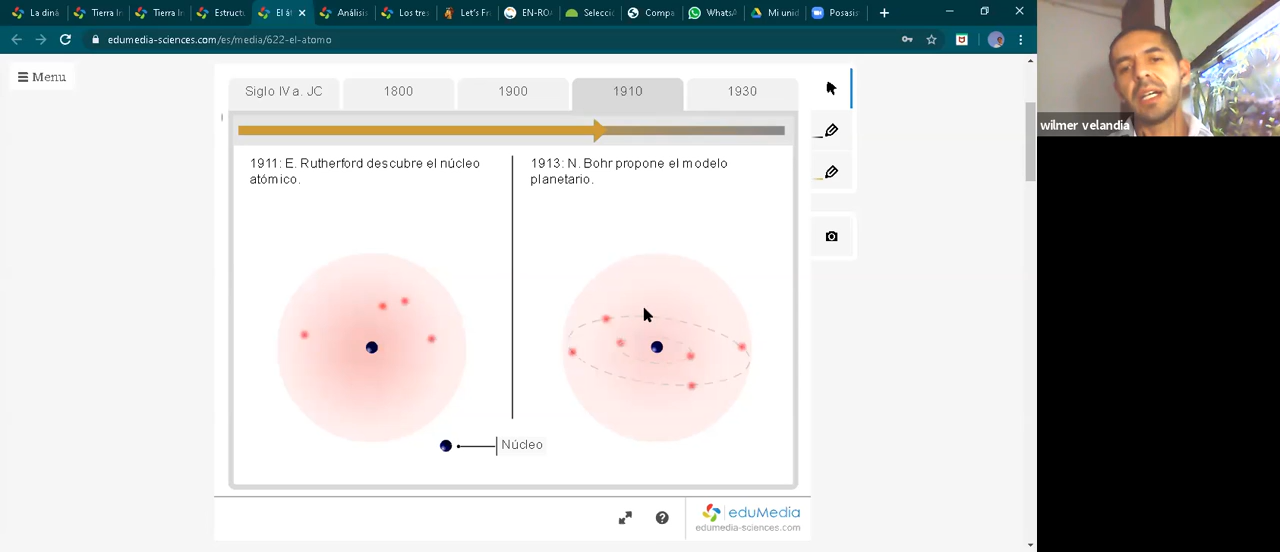 La diná
Tierra In
Tierra In
Estructu
El át
Análisis
Los tres
Let's Fr
EN-ROA
Selecció
Compa
WhatsA
Mi unid
Posasis
edumedia-sciences.com/es/media/622-el-atomo
Menu
Siglo IV a. JC
1800
1900
1910
1930
wilmer velandia
1911: E. Rutherford descubre el núcleo
atómico.
1913: N. Bohr propone el modelo
planetario.
Núcleo
eduMedia
edumedia-sciences.com